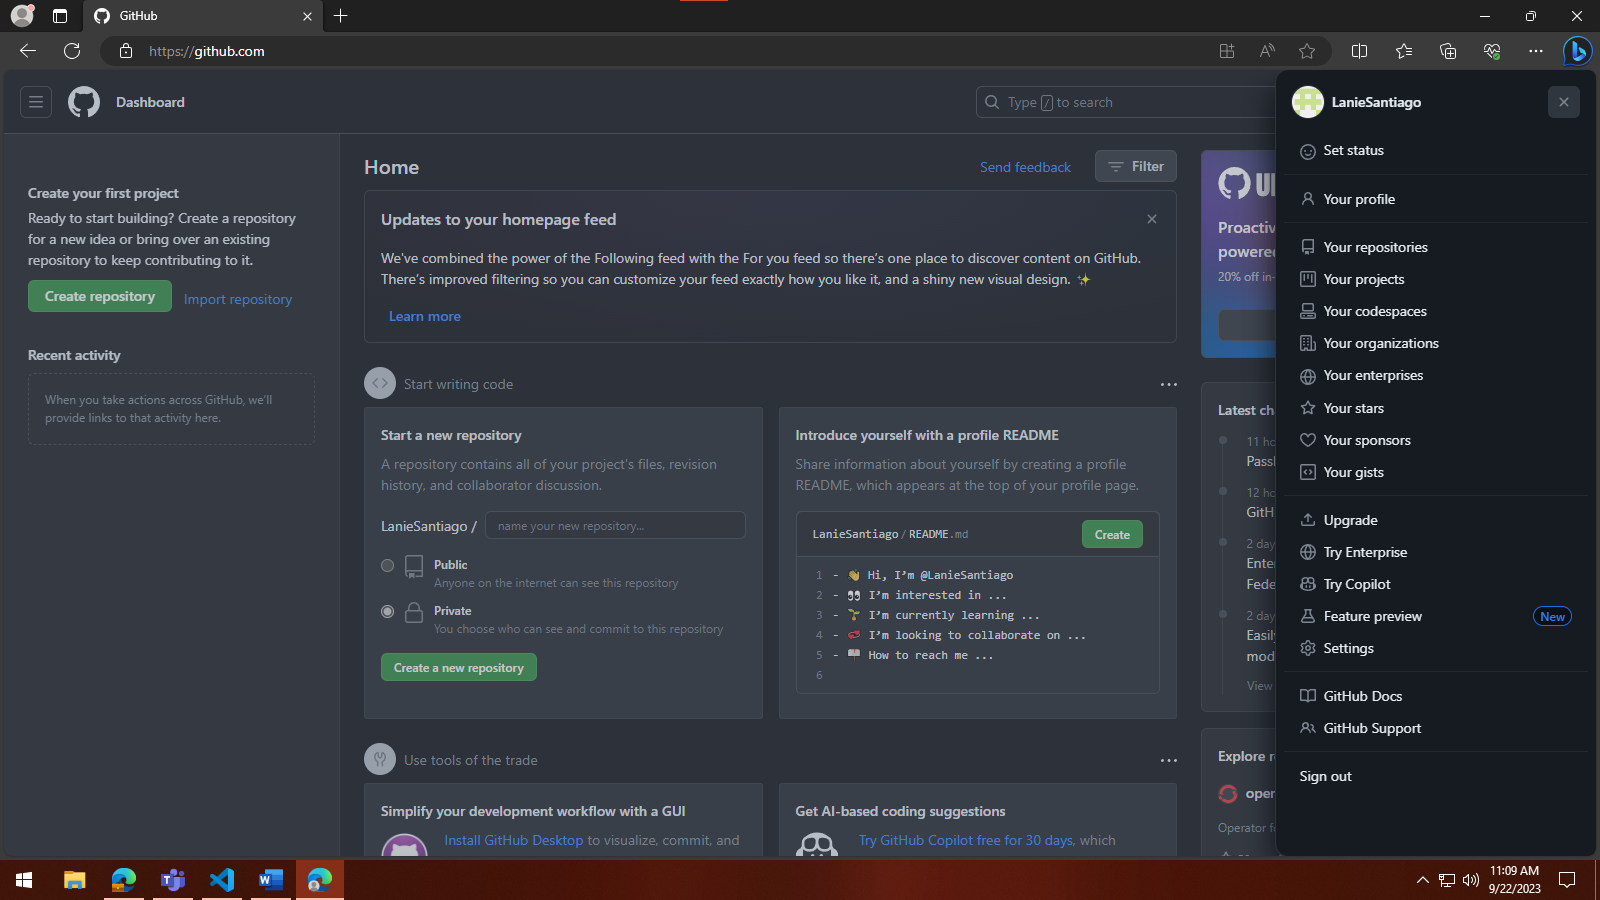 GitHub
https://github.com
Dashboard
Type / to search
LanieSantiago
Set status
Your profile
Your repositories
Your projects
Your codespaces
Your organizations
Your enterprises
Your stars
Your sponsors
Your gists
Upgrade
Try Enterprise
Try Copilot
Feature preview
New
Settings
GitHub Docs
GitHub Support
Sign out
Create your first project
Ready to start building? Create a repository
for a new idea or bring over an existing
repository to keep contributing to it.
Create repository
Import repository
Recent activity
When you take actions across GitHub, we'll
provide links to that activity here.
Home
Send feedback
Filter
Updates to your homepage feed
We've combined the power of the Following feed with the For you feed so there's one place to discover content on GitHub.
There's improved filtering so you can customize your feed exactly how you like it, and a shiny new visual design. ✨
Learn more
Start writing code
Start a new repository
A repository contains all of your project's files, revision
history, and collaborator discussion.
LanieSantiago /
name your new repository...
Public
Anyone on the internet can see this repository
Private
You choose who can see and commit to this repository
Create a new repository
Introduce yourself with a profile README
Share information about yourself by creating a profile
README, which appears at the top of your profile page.
LanieSantiago / README.md
Create
1 - 👋 Hi, I'm @LanieSantiago
2 - 👀 I'm interested in ...
3 - 🌱 I'm currently learning ...
4 - 💞️ I'm looking to collaborate on ...
5 - 📫 How to reach me ...
6
Use tools of the trade
Simplify your development workflow with a GUI
Install GitHub Desktop to visualize, commit, and
Get AI-based coding suggestions
Try GitHub Copilot free for 30 days, which
Proactiv
powere
20% off in-
Latest ch
11 ho
Pass
12 ho
GitH
2 day
Enter
Fede
2 day
Easily
mod
View
Explore r
oper
Operator f
11:09 AM
9/22/2023